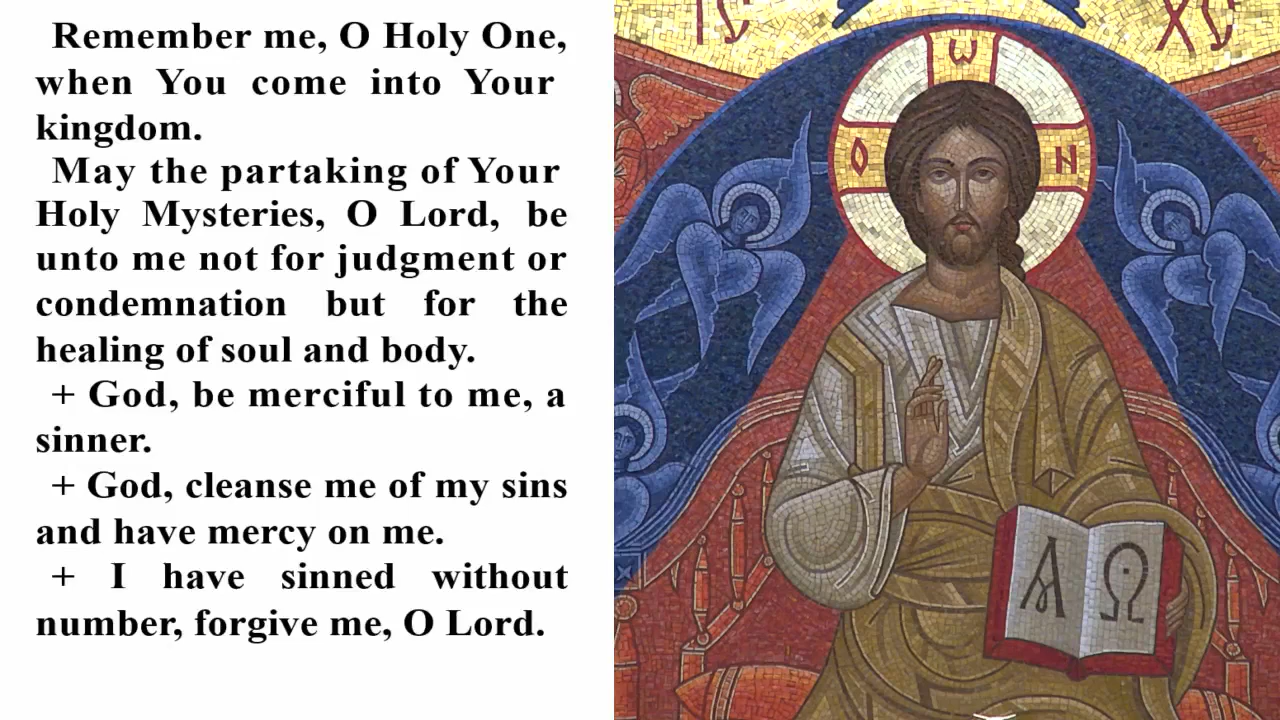 Remember me, O Holy One,
when You come into Your
kingdom.
May the partaking of Your
Holy Mysteries, O Lord, be
unto me not for judgment or
condemnation but for the
healing of soul and body.
+ God, be merciful to me, a
sinner.
+ God, cleanse me of my sins
and have mercy on me.
+ I have sinned without
number, forgive me, O Lord.
IC XC
ω
O N
Α Ω